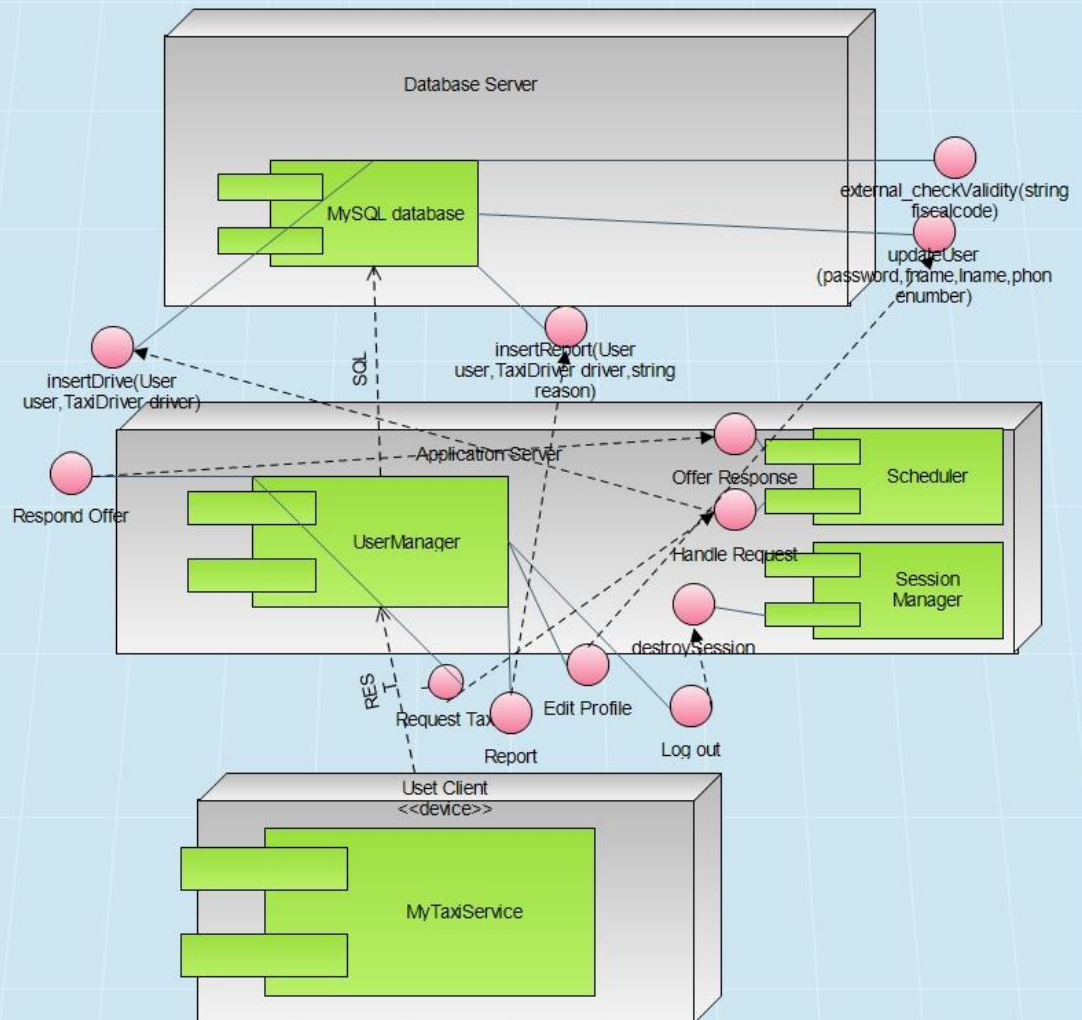 Database Server
MySQL database
external_checkValidity(string
fiscalcode)
updateUser
(password,fname,lname,phon
enumber)
insertDrive(User
user,TaxiDriver driver)
insertReport(User
user,TaxiDriver driver,string
reason)
SQL
Application Server
Respond Offer
UserManager
Offer Response
Scheduler
Handle Request
Session
Manager
destroySession
RES
T
Request Taxi
Report
Edit Profile
Log out
Uset Client
<<device>>
MyTaxiService